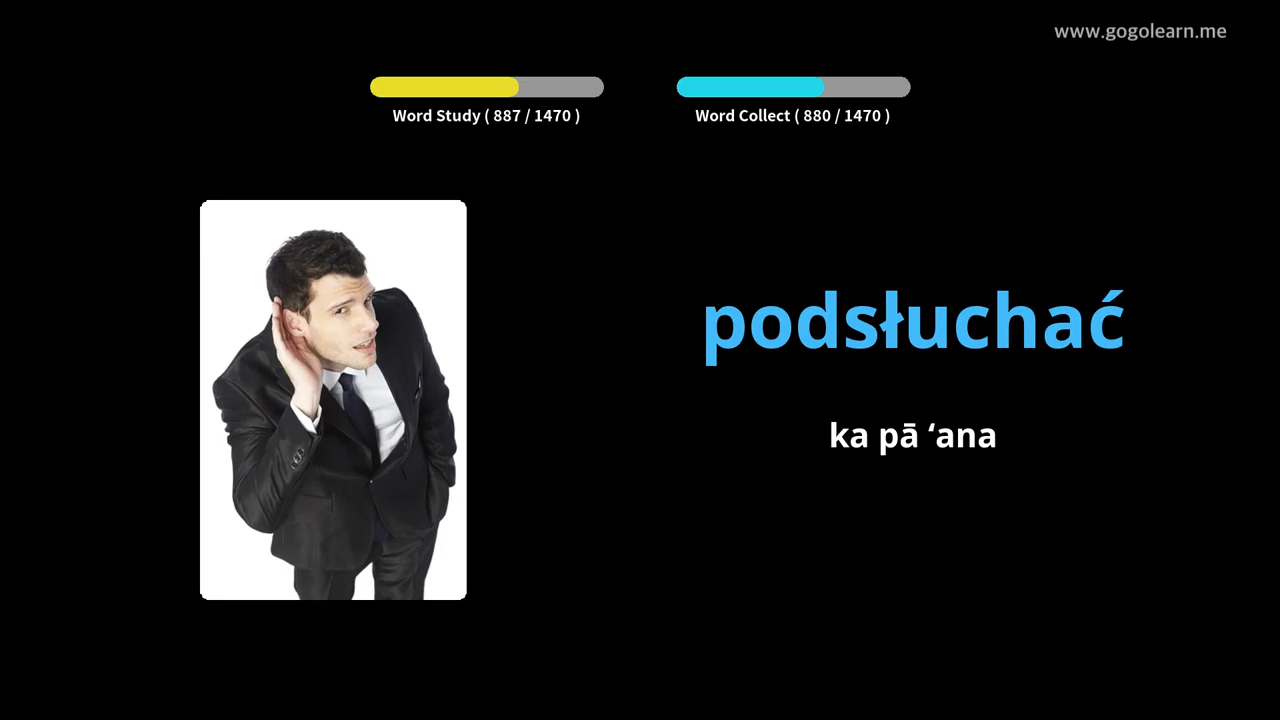 www.gogolearn.me
Word Study ( 887 / 1470 )
Word Collect ( 880 / 1470 )
podsłuchać
ka pā ʻana